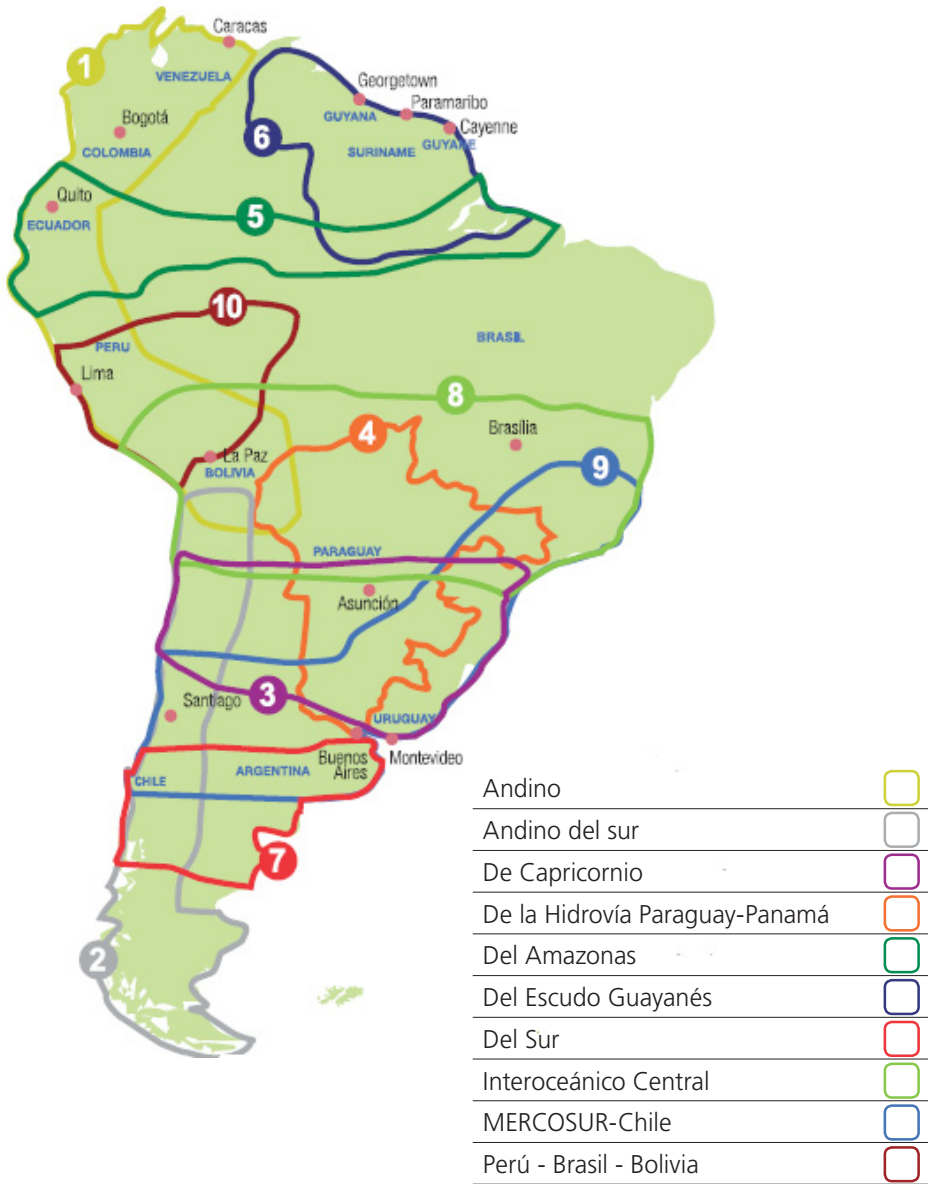 Caracas
1
VENEZUELA
Georgetown
Paramaribo
Bogotá
GUYANA
6
Cayenne
COLOMBIA
SURINAME
GUYANE
Quito
5
ECUADOR
10
BRASIL
PERU
Lima
8
4
Brasília
La Paz
9
BOLIVIA
PARAGUAY
Asunción
3
Santiago
URUGUAY
Buenos
Aires
Montevideo
ARGENTINA
CHILE
7
2
Andino
Andino del sur
De Capricornio
De la Hidrovía Paraguay-Panamá
Del Amazonas
Del Escudo Guayanés
Del Sur
Interoceánico Central
MERCOSUR-Chile
Perú - Brasil - Bolivia